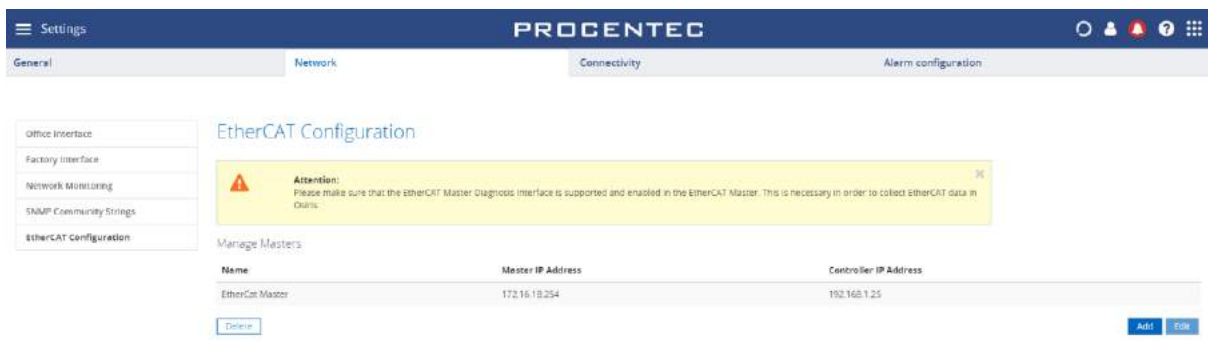 Settings
PROCENTEC
General
Network
Connectivity
Alarm configuration
Office Interface
Factory Interface
Network Monitoring
SNMP Community Strings
EtherCAT Configuration
EtherCAT Configuration
Attention:
Please make sure that the EtherCAT Master Diagnosis Interface is supported and enabled in the EtherCAT Master. This is necessary in order to collect EtherCAT data in
Osiris.
Manage Masters
Name Master IP Address Controller IP Address
EtherCat Master 172.16.18.254 192.168.1.25
Delete
Add
Edit